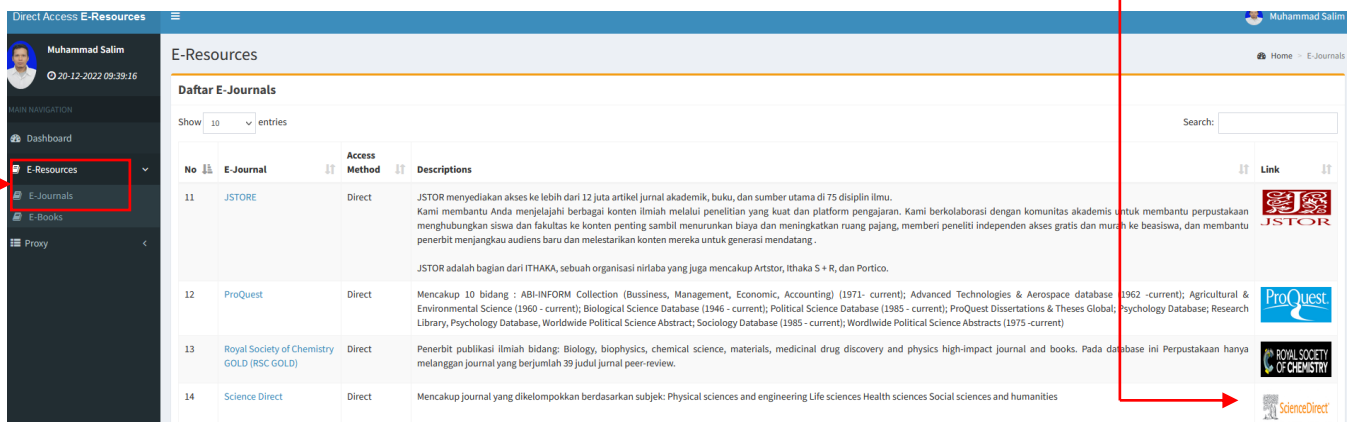 Direct Access E-Resources
Muhammad Salim
Muhammad Salim
20-12-2022 09:39:16
MAIN NAVIGATION
Dashboard
E-Resources
E-Journals
E-Books
Proxy
E-Resources
Home > E-Journals
Daftar E-Journals
Show 10 entries
Search:
No E-Journal Access Method Descriptions Link
11 JSTORE Direct JSTOR menyediakan akses ke lebih dari 12 juta artikel jurnal akademik, buku, dan sumber utama di 75 disiplin ilmu.
Kami membantu Anda menjelajahi berbagai konten ilmiah melalui penelitian yang kuat dan platform pengajaran. Kami berkolaborasi dengan komunitas akademis untuk membantu perpustakaan
menghubungkan siswa dan fakultas ke konten penting sambil menurunkan biaya dan meningkatkan ruang pajang, memberi peneliti independen akses gratis dan murah ke beasiswa, dan membantu
penerbit menjangkau audiens baru dan melestarikan konten mereka untuk generasi mendatang .
JSTOR adalah bagian dari ITHAKA, sebuah organisasi nirlaba yang juga mencakup Artstor, Ithaka S + R, dan Portico.
JSTOR
12 ProQuest Direct Mencakup 10 bidang : ABI-INFORM Collection (Bussiness, Management, Economic, Accounting) (1971- current); Advanced Technologies & Aerospace database (1962 -current); Agricultural &
Environmental Science (1960 - current); Biological Science Database (1946 - current); Political Science Database (1985 - current); ProQuest Dissertations & Theses Global; Psychology Database; Research
Library, Psychology Database, Worldwide Political Science Abstract; Sociology Database (1985 - current); Wordlwide Political Science Abstracts (1975 -current)
ProQuest.
13 Royal Society of Chemistry Direct Penerbit publikasi ilmiah bidang: Biology, biophysics, chemical science, materials, medicinal drug discovery and physics high-impact journal and books. Pada database ini Perpustakaan hanya
GOLD (RSC GOLD) melanggan journal yang berjumlah 39 judul jurnal peer-review.
ROYAL SOCIETY
OF CHEMISTRY
14 Science Direct Direct Mencakup journal yang dikelompokkan berdasarkan subjek: Physical sciences and engineering Life sciences Health sciences Social sciences and humanities
ScienceDirect